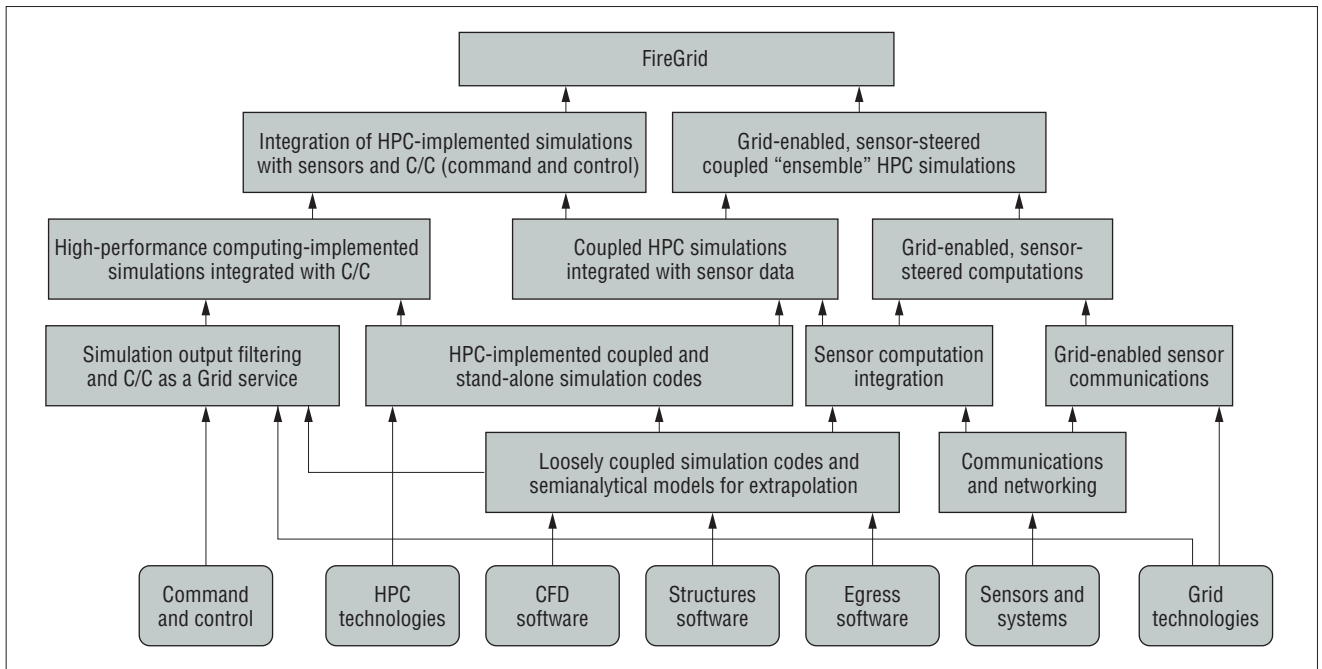 FireGrid
Integration of HPC-implemented simulations
with sensors and C/C (command and control)
Grid-enabled, sensor-steered
coupled “ensemble” HPC simulations
High-performance computing-implemented
simulations integrated with C/C
Coupled HPC simulations
integrated with sensor data
Grid-enabled, sensor-
steered computations
Simulation output filtering
and C/C as a Grid service
HPC-implemented coupled and
stand-alone simulation codes
Sensor computation
integration
Grid-enabled sensor
communications
Loosely coupled simulation codes and
semianalytical models for extrapolation
Communications
and networking
Command
and control
HPC
technologies
CFD
software
Structures
software
Egress
software
Sensors and
systems
Grid
technologies